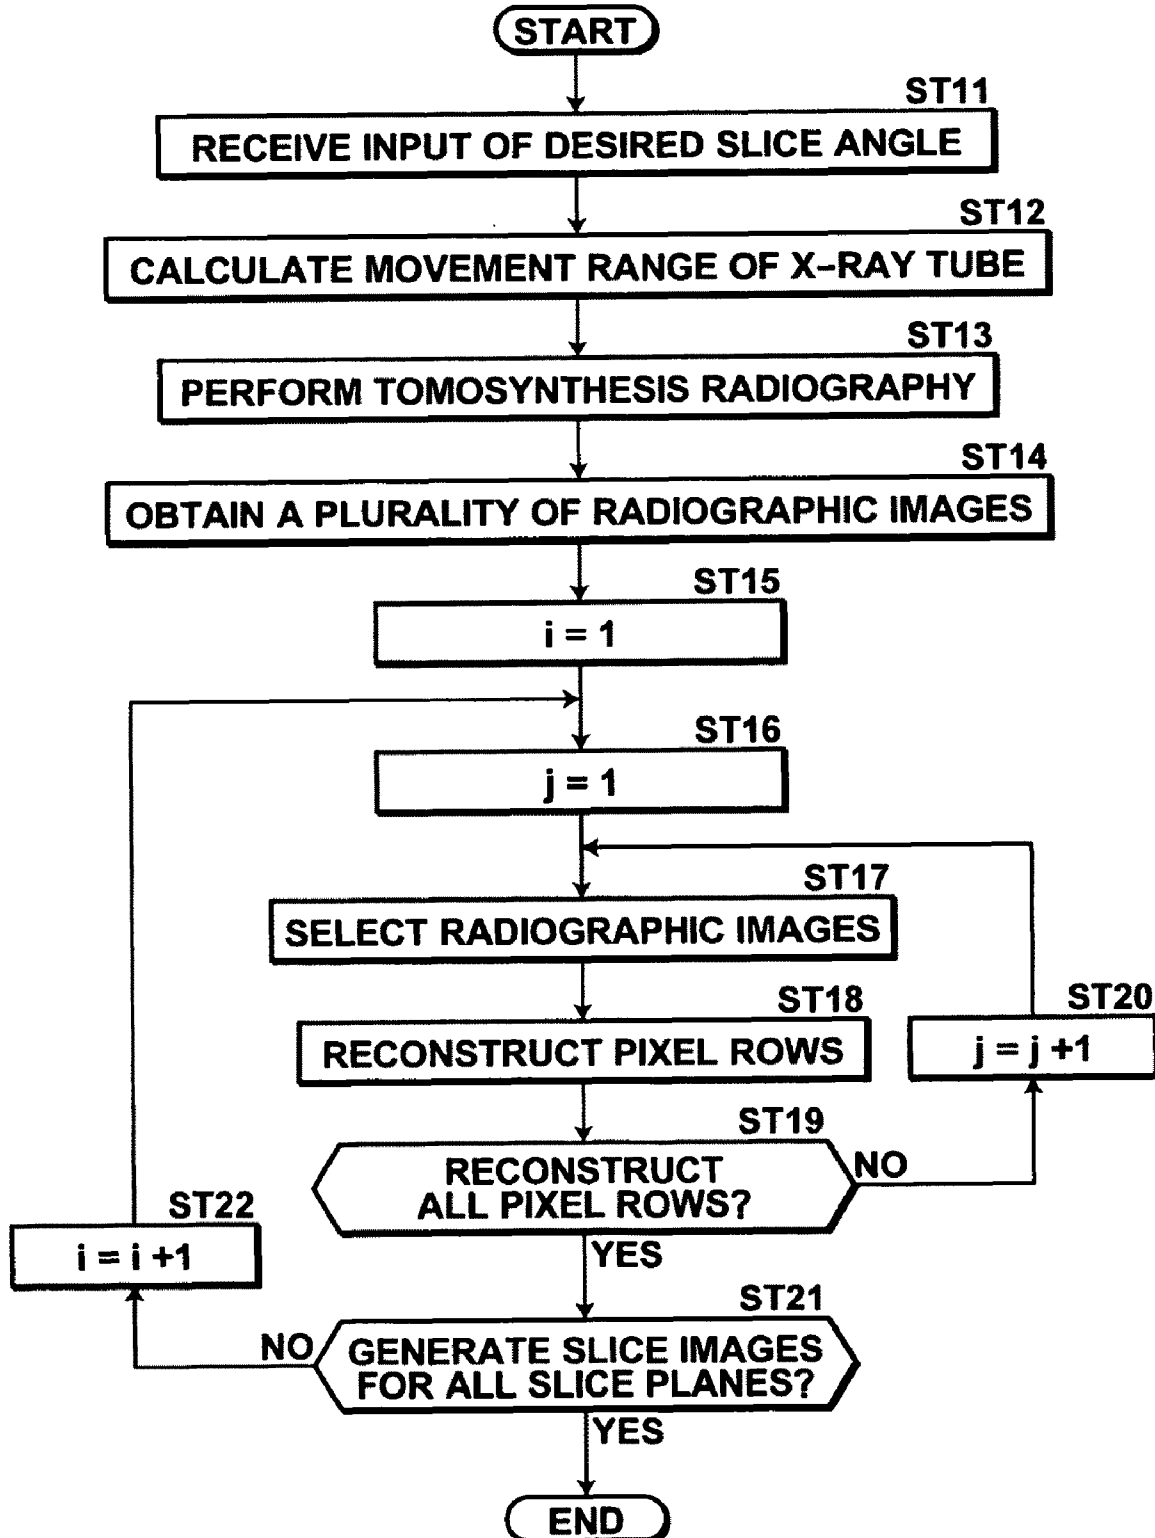 START
ST11
RECEIVE INPUT OF DESIRED SLICE ANGLE
ST12
CALCULATE MOVEMENT RANGE OF X-RAY TUBE
ST13
PERFORM TOMOSYNTHESIS RADIOGRAPHY
ST14
OBTAIN A PLURALITY OF RADIOGRAPHIC IMAGES
ST15
i = 1
ST16
j = 1
ST17
SELECT RADIOGRAPHIC IMAGES
ST18
RECONSTRUCT PIXEL ROWS
ST20
j = j +1
ST19
RECONSTRUCT
ALL PIXEL ROWS?
NO
YES
ST22
i = i +1
ST21
GENERATE SLICE IMAGES
FOR ALL SLICE PLANES?
NO
YES
END